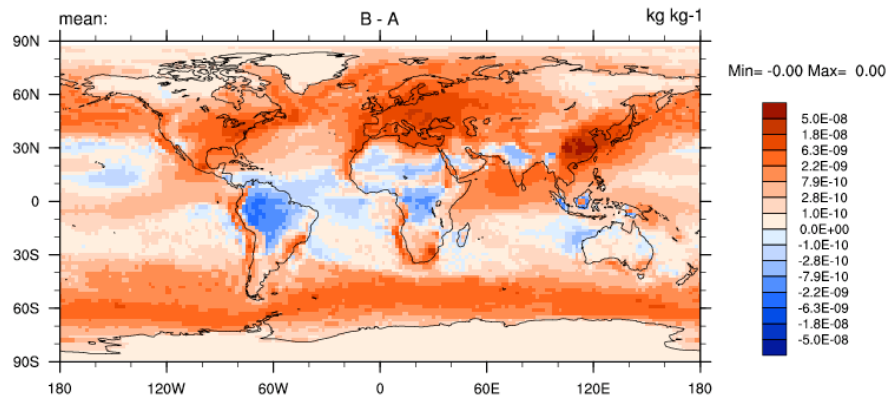 mean: B - A kg kg-1
90N
60N
30N
0
30S
60S
90S
180 120W 60W 0 60E 120E 180
Min= -0.00 Max= 0.00
5.0E-08
1.8E-08
6.3E-09
2.2E-09
7.9E-10
2.8E-10
1.0E-10
0.0E+00
-1.0E-10
-2.8E-10
-7.9E-10
-2.2E-09
-6.3E-09
-1.8E-08
-5.0E-08